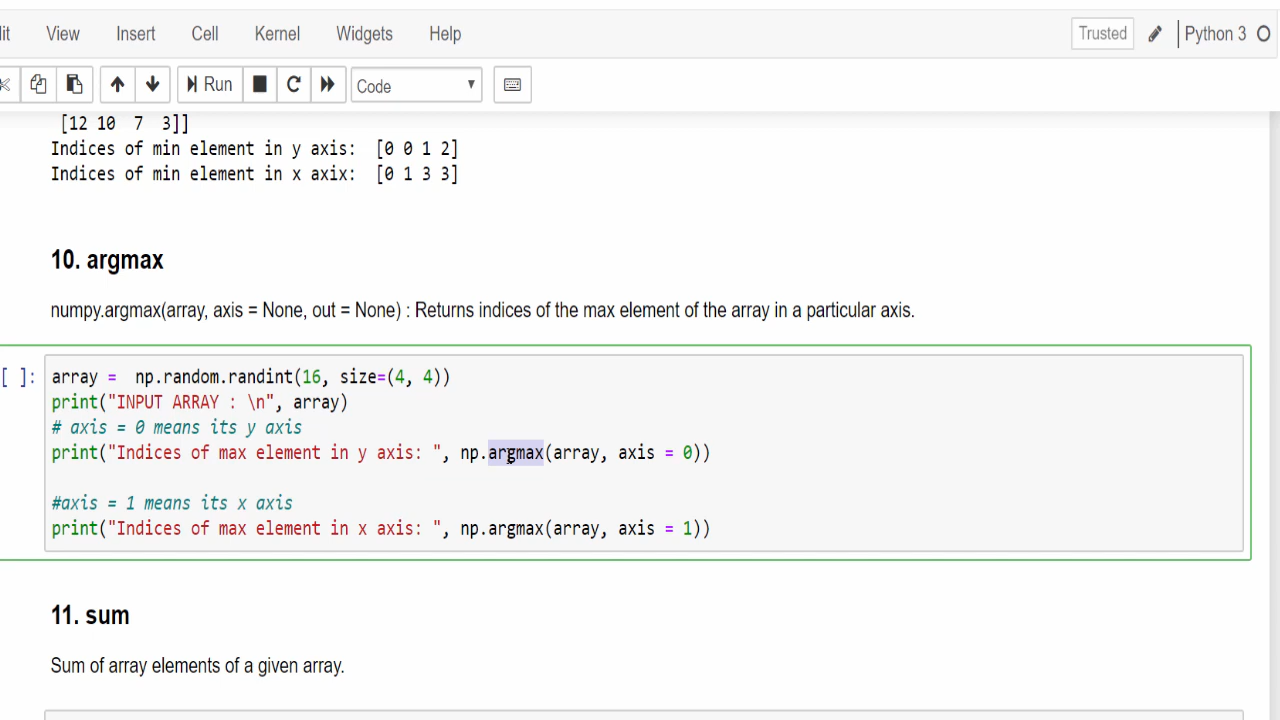 View Insert Cell Kernel Widgets Help Trusted Python 3
Run Code
[12 10 7 3]]
Indices of min element in y axis: [0 0 1 2]
Indices of min element in x axix: [0 1 3 3]
10. argmax
numpy.argmax(array, axis = None, out = None) : Returns indices of the max element of the array in a particular axis.
[ ]: array = np.random.randint(16, size=(4, 4))
print("INPUT ARRAY : \n", array)
# axis = 0 means its y axis
print("Indices of max element in y axis: ", np.argmax(array, axis = 0))
#axis = 1 means its x axis
print("Indices of max element in x axis: ", np.argmax(array, axis = 1))
11. sum
Sum of array elements of a given array.